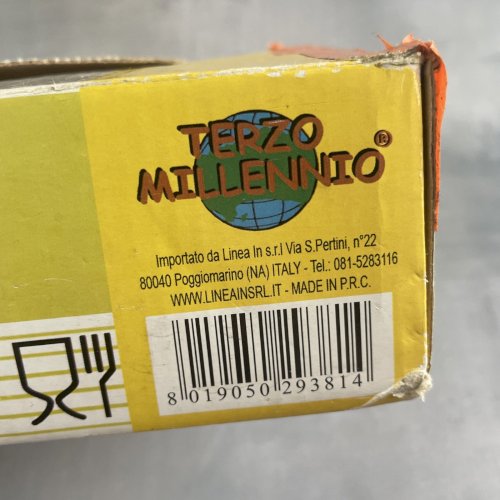 TERZO
MILLENNIO®
Importato da Linea In s.r.l Via S.Pertini, n°22
80040 Poggiomarino (NA) ITALY - Tel.: 081-5283116
WWW.LINEAINSRL.IT - MADE IN P.R.C.
8 019050 293814